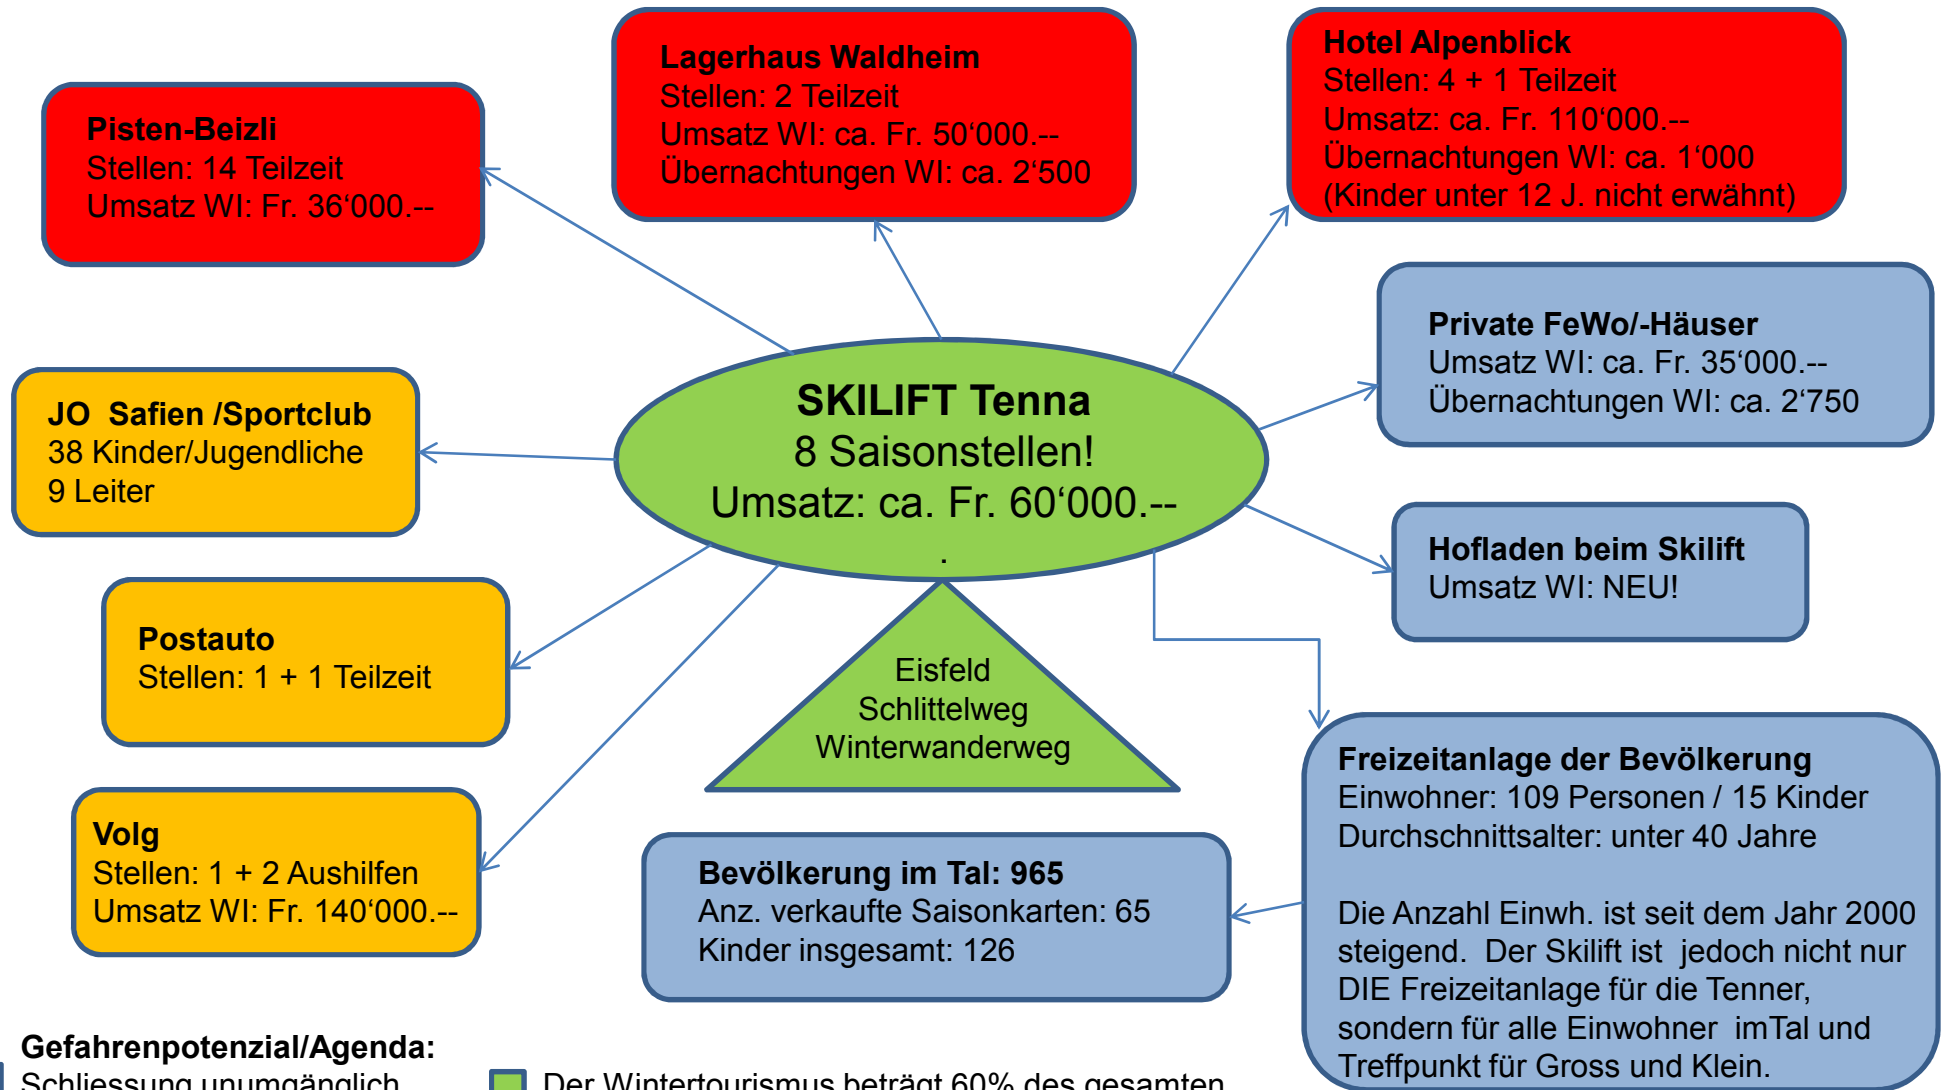 Lagerhaus Waldheim
Stellen: 2 Teilzeit
Umsatz WI: ca. Fr. 50‘000.--
Übernachtungen WI: ca. 2‘500
Hotel Alpenblick
Stellen: 4 + 1 Teilzeit
Umsatz: ca. Fr. 110‘000.--
Übernachtungen WI: ca. 1‘000
(Kinder unter 12 J. nicht erwähnt)
Pisten-Beizli
Stellen: 14 Teilzeit
Umsatz WI: Fr. 36‘000.--
Private FeWo/-Häuser
Umsatz WI: ca. Fr. 35‘000.--
Übernachtungen WI: ca. 2‘750
SKILIFT Tenna
8 Saisonstellen!
Umsatz: ca. Fr. 60‘000.--
.
JO Safien /Sportclub
38 Kinder/Jugendliche
9 Leiter
Hofladen beim Skilift
Umsatz WI: NEU!
Postauto
Stellen: 1 + 1 Teilzeit
Eisfeld
Schlittelweg
Winterwanderweg
Freizeitanlage der Bevölkerung
Einwohner: 109 Personen / 15 Kinder
Durchschnittsalter: unter 40 Jahre
Die Anzahl Einwh. ist seit dem Jahr 2000
steigend. Der Skilift ist jedoch nicht nur
DIE Freizeitanlage für die Tenner,
sondern für alle Einwohner imTal und
Treffpunkt für Gross und Klein.
Volg
Stellen: 1 + 2 Aushilfen
Umsatz WI: Fr. 140‘000.--
Bevölkerung im Tal: 965
Anz. verkaufte Saisonkarten: 65
Kinder insgesamt: 126
Gefahrenpotenzial/Agenda:
Schliessung unumgänglich
Der Wintertourismus beträgt 60% des gesamten